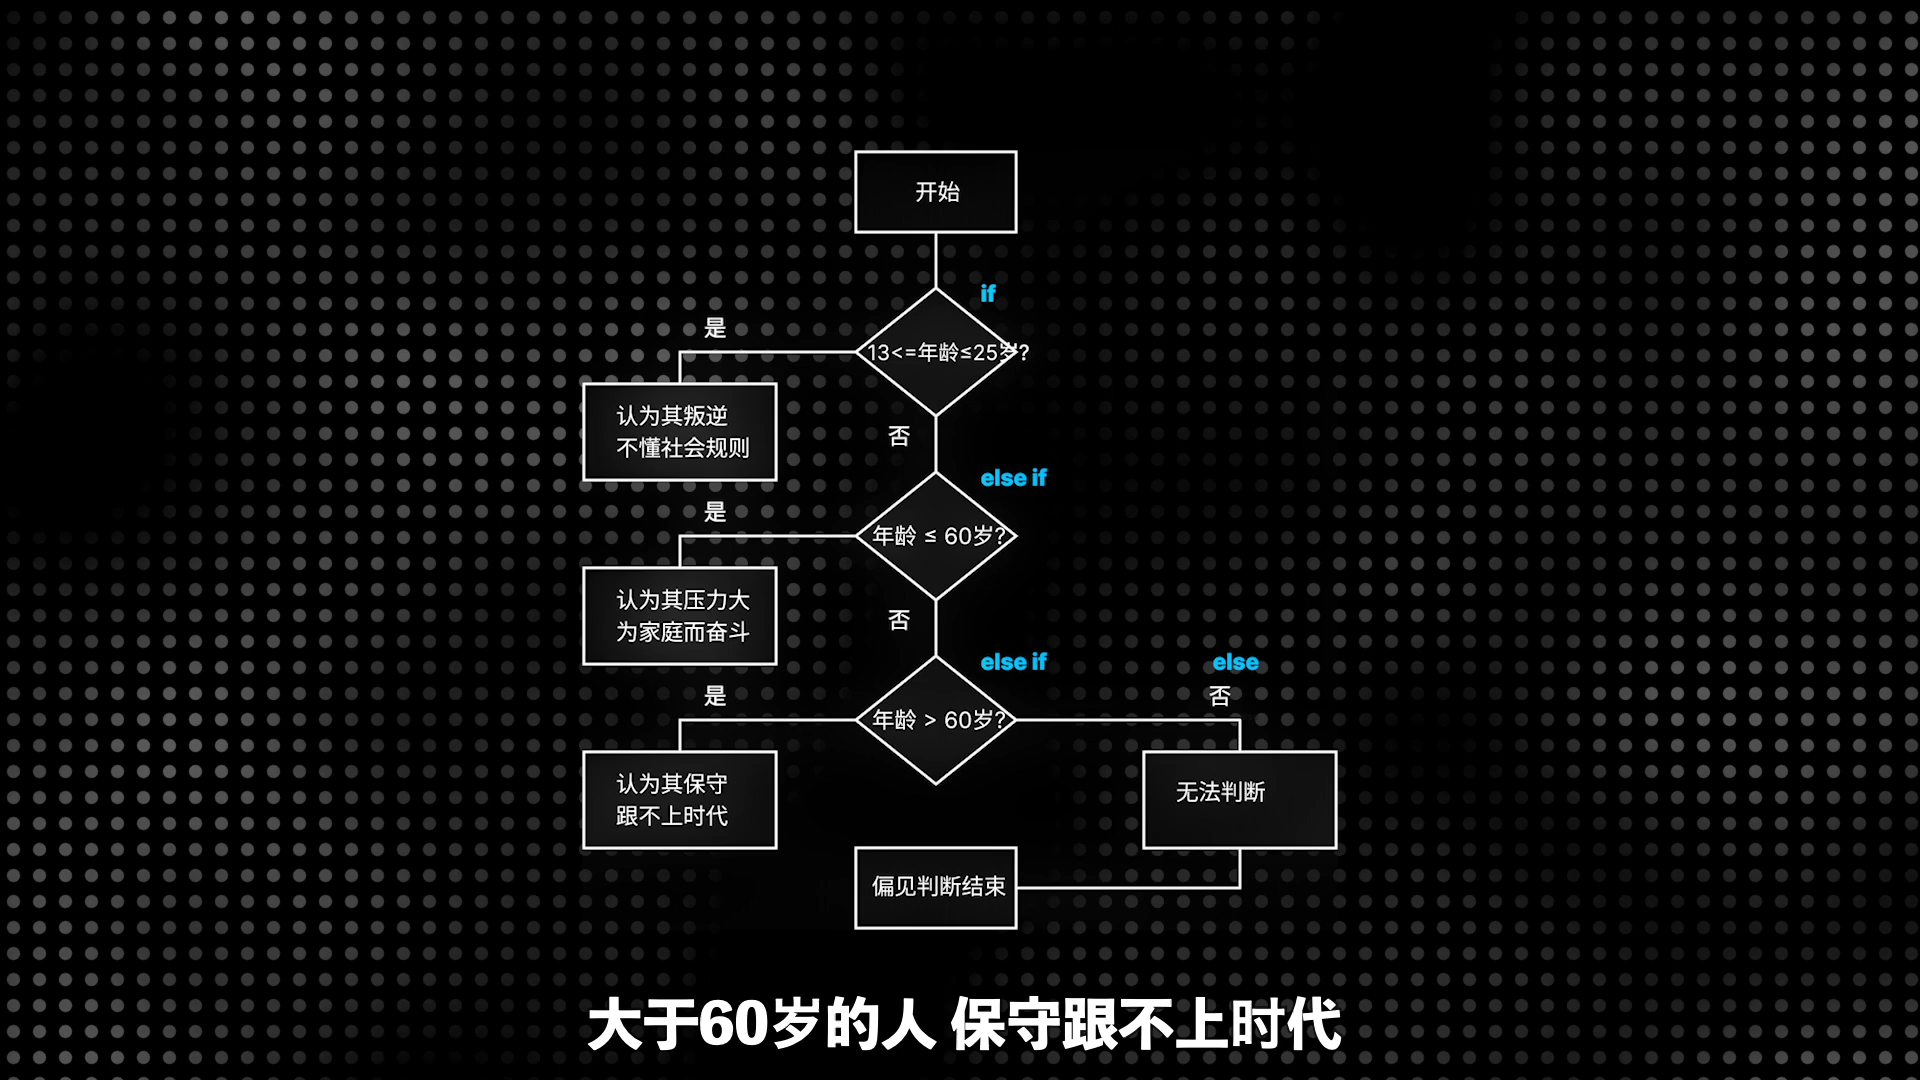 开始
if
是
13<=年龄≤25岁?
认为其叛逆
不懂社会规则
否
else if
是
年龄 ≤ 60岁?
认为其压力大
为家庭而奋斗
否
else if
else
是
否
年龄 > 60岁?
认为其保守
跟不上时代
无法判断
偏见判断结束
大于60岁的人 保守跟不上时代